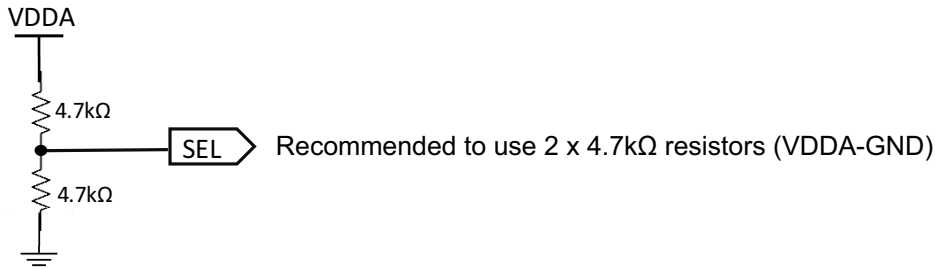 VDDA
4.7kΩ
SEL Recommended to use 2 x 4.7kΩ resistors (VDDA-GND)
4.7kΩ